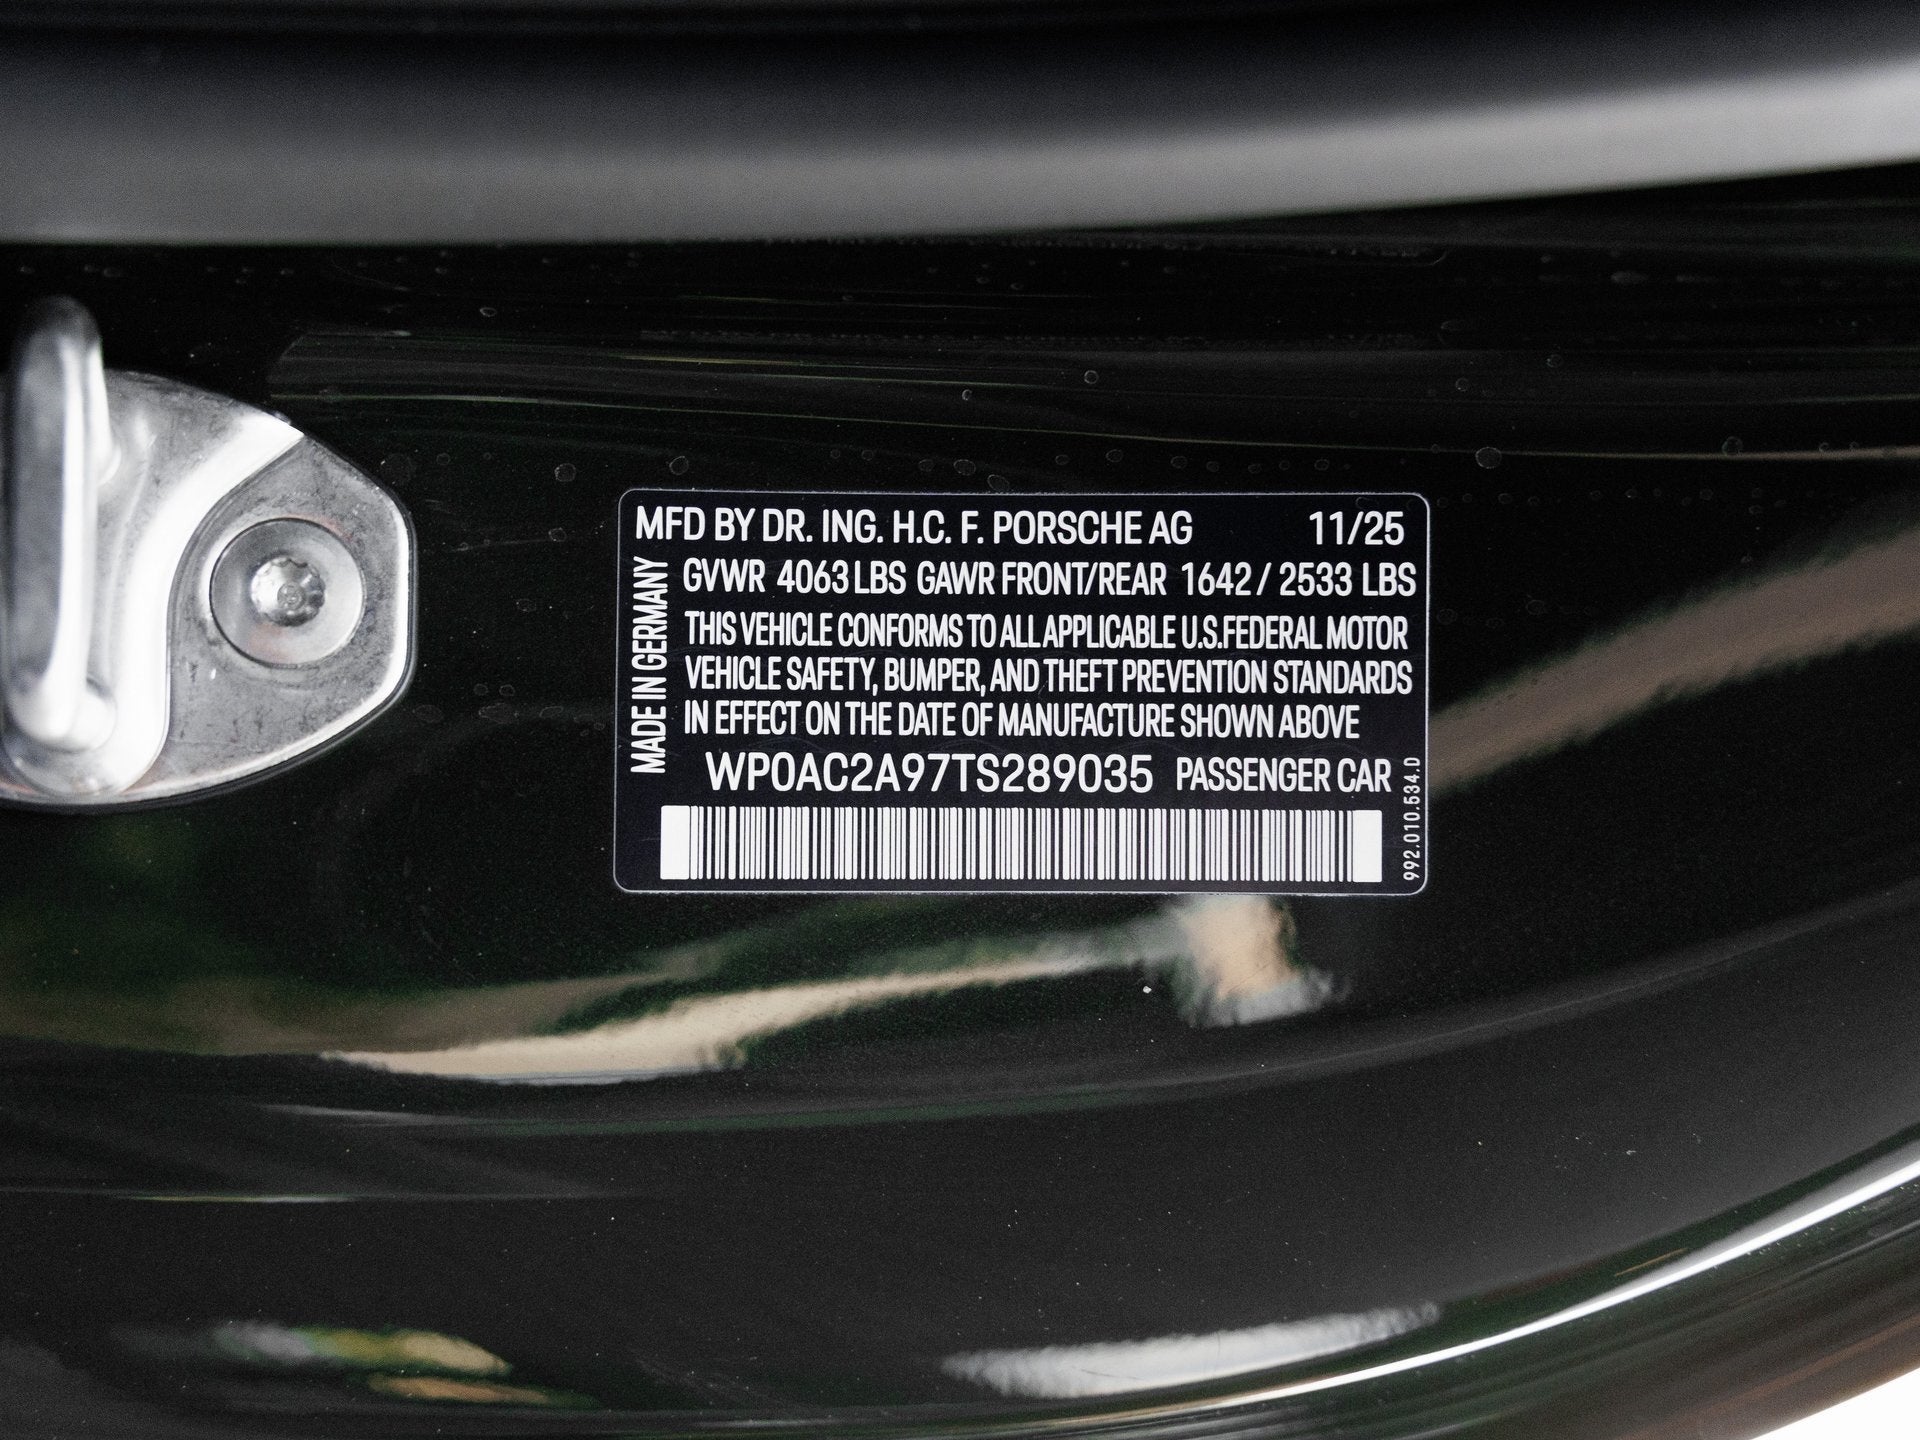 MFD BY DR. ING. H.C. F. PORSCHE AG 11/25
GVWR 4063 LBS GAWR FRONT/REAR 1642 / 2533 LBS
THIS VEHICLE CONFORMS TO ALL APPLICABLE U.S.FEDERAL MOTOR
VEHICLE SAFETY, BUMPER, AND THEFT PREVENTION STANDARDS
IN EFFECT ON THE DATE OF MANUFACTURE SHOWN ABOVE
WP0AC2A97TS289035 PASSENGER CAR
MADE IN GERMANY
992.010.534.D